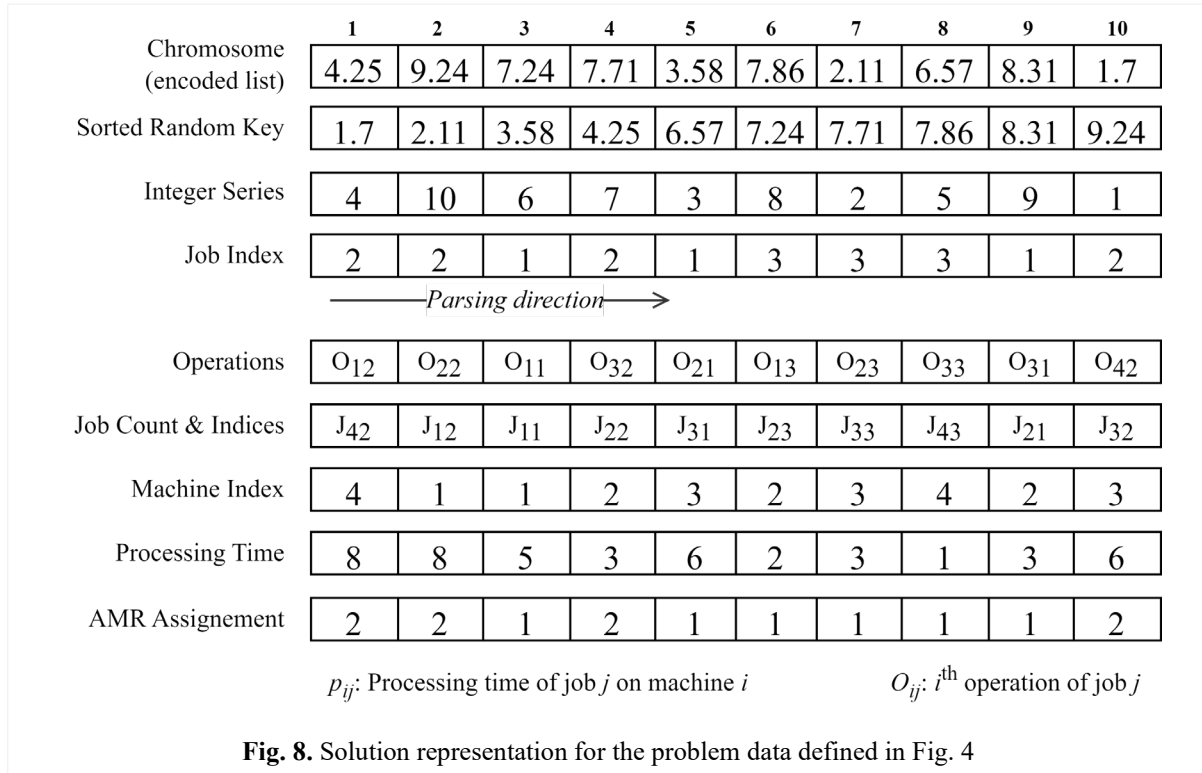 1 2 3 4 5 6 7 8 9 10
Chromosome (encoded list) 4.25 9.24 7.24 7.71 3.58 7.86 2.11 6.57 8.31 1.7
Sorted Random Key 1.7 2.11 3.58 4.25 6.57 7.24 7.71 7.86 8.31 9.24
Integer Series 4 10 6 7 3 8 2 5 9 1
Job Index 2 2 1 2 1 3 3 3 1 2
Parsing direction
Operations O12 O22 O11 O32 O21 O13 O23 O33 O31 O42
Job Count & Indices J42 J12 J11 J22 J31 J23 J33 J43 J21 J32
Machine Index 4 1 1 2 3 2 3 4 2 3
Processing Time 8 8 5 3 6 2 3 1 3 6
AMR Assignement 2 2 1 2 1 1 1 1 1 2
pij: Processing time of job j on machine i Oij: ith operation of job j
Fig. 8. Solution representation for the problem data defined in Fig. 4